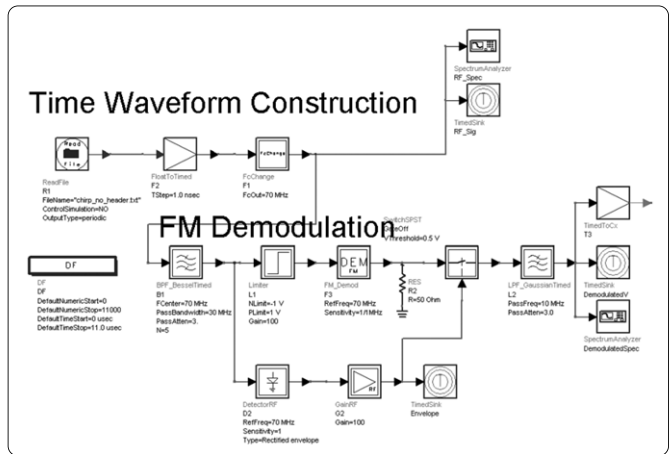 SpectrumAnalyzer
RF_Spec
Time Waveform Construction
TimedSink
RF_Sig
Read
File
FcChange
ReadFile
R1
FileName="chirp_no_header.txt"
ControlSimulation=NO
OutputType=periodic
FloatToTimed
F2
TStep=1.0 nsec
FcChange
F1
FcOut=70 MHz
FM Demodulation
SwitchSPST
GateOff
VThreshold=0.5 V
TimedToCx
T3
DF
DF
DF
DefaultNumericStart=0
DefaultNumericStop=11000
DefaultTimeStart=0 usec
DefaultTimeStop=11.0 usec
BPF_BesselTimed
B1
FCenter=70 MHz
PassBandwidth=30 MHz
PassAtten=3.
N=5
Limiter
L1
NLimit=-1 V
PLimit=1 V
Gain=100
DEM
FM
FM_Demod
F3
RefFreq=70 MHz
Sensitivity=1/1MHz
RES
R2
R=50 Ohm
LPF_GaussianTimed
L2
PassFreq=10 MHz
PassAtten=3.0
TimedSink
DemodulatedV
SpectrumAnalyzer
DemodulatedSpec
DetectorRF
D2
RefFreq=70 MHz
Sensitivity=1
Type=Rectified envelope
GainRF
G2
Gain=100
TimedSink
Envelope